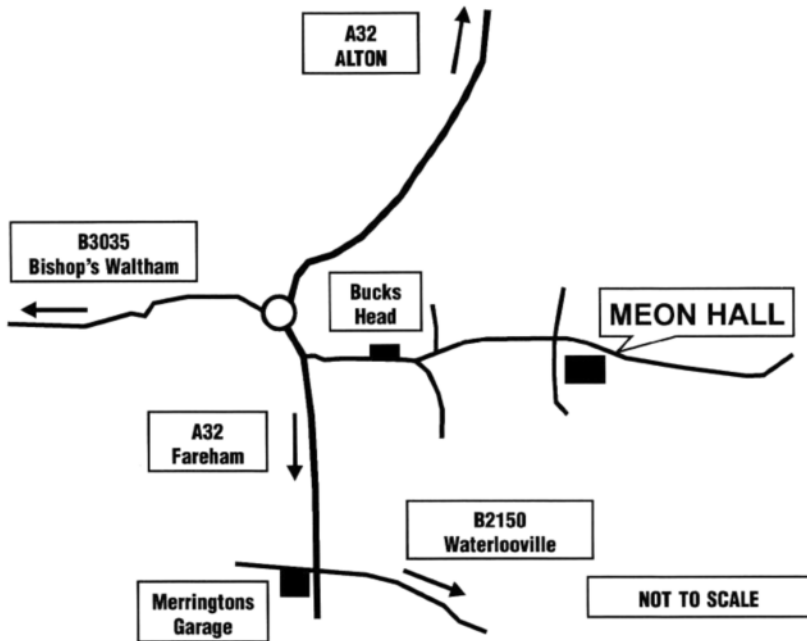 A32
ALTON
B3035
Bishop's Waltham
Bucks
Head
MEON HALL
A32
Fareham
B2150
Waterlooville
Merringtons
Garage
NOT TO SCALE